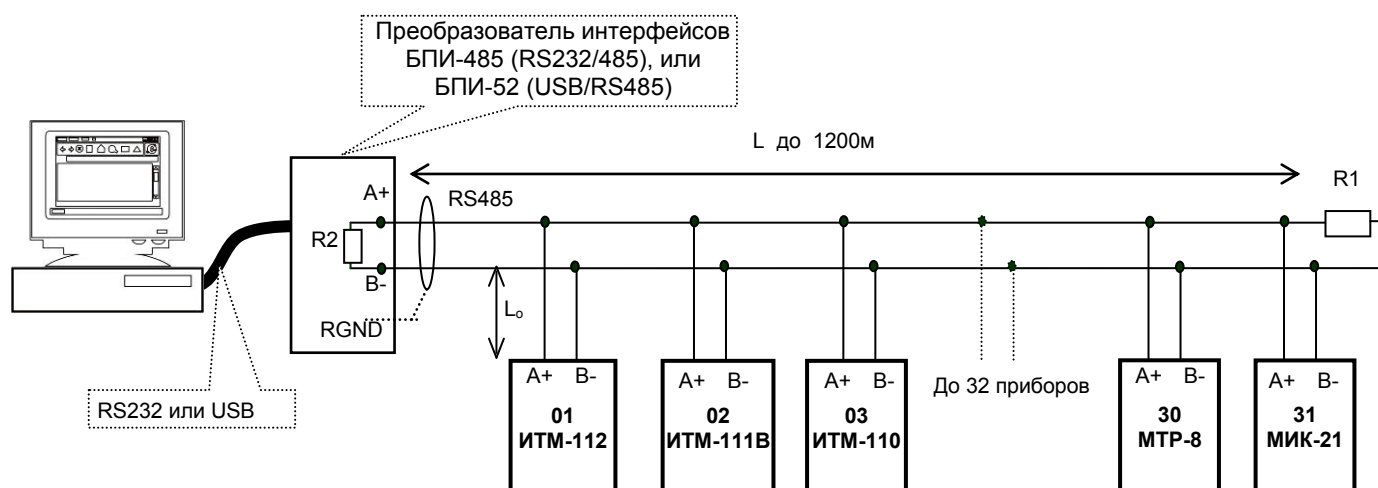 Преобразователь интерфейсов
БПИ-485 (RS232/485), или
БПИ-52 (USB/RS485)
L до 1200м
R1
A+
RS485
R2
B-
RGND
Lo
RS232 или USB
A+ B-
01
ИТМ-112
A+ B-
02
ИТМ-111В
A+ B-
03
ИТМ-110
До 32 приборов
A+ B-
30
МТР-8
A+ B-
31
МИК-21